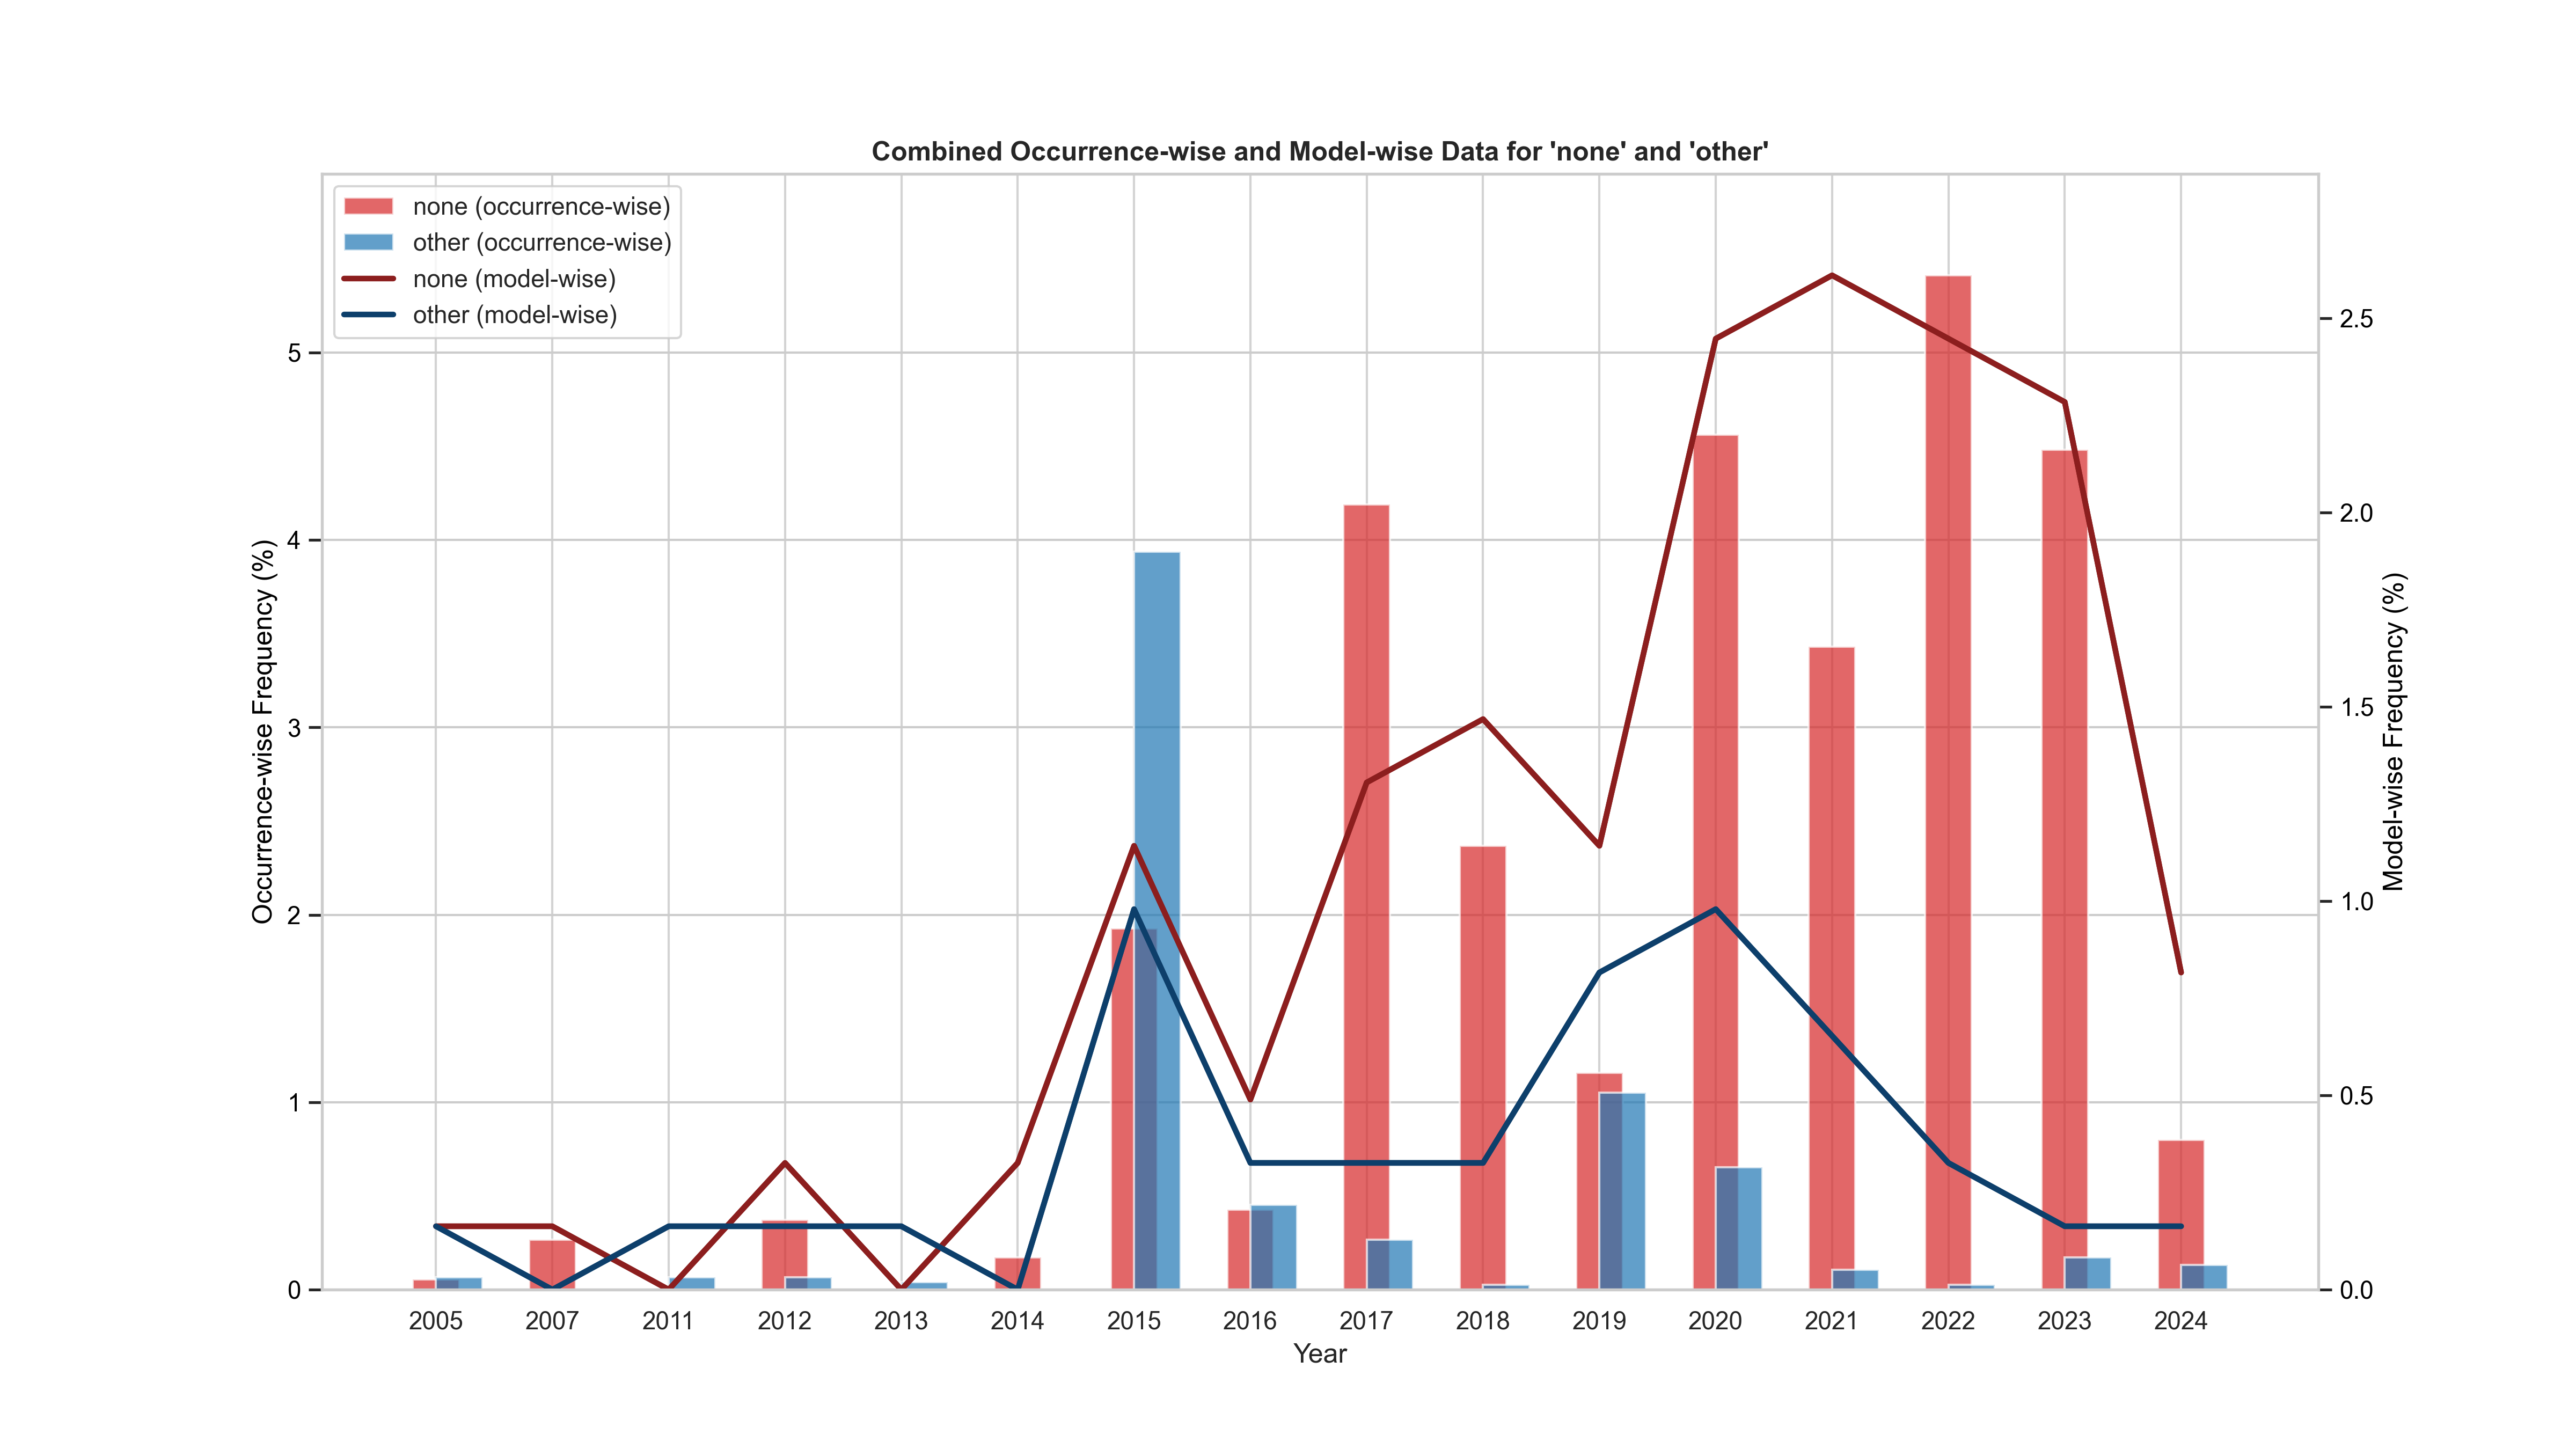 Combined Occurrence-wise and Model-wise Data for 'none' and 'other'
none (occurrence-wise)
other (occurrence-wise)
none (model-wise)
other (model-wise)
Occurrence-wise Frequency (%)
5
4
3
2
1
0
Model-wise Frequency (%)
2.5
2.0
1.5
1.0
0.5
0.0
2005 2007 2011 2012 2013 2014 2015 2016 2017 2018 2019 2020 2021 2022 2023 2024
Year